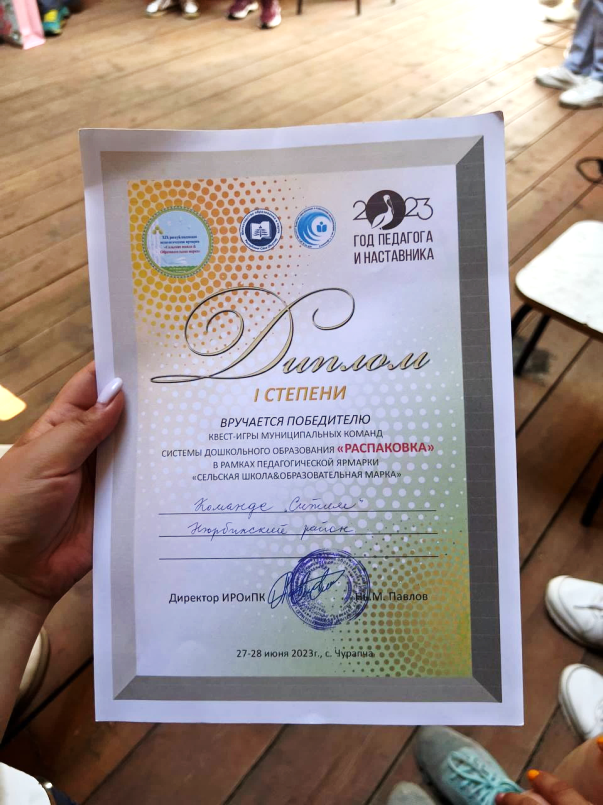 2023
ГОД ПЕДАГОГА
И НАСТАВНИКА
Диплом
I СТЕПЕНИ
ВРУЧАЕТСЯ ПОБЕДИТЕЛЮ
КВЕСТ-ИГРЫ МУНИЦИПАЛЬНЫХ КОМАНД
СИСТЕМЫ ДОШКОЛЬНОГО ОБРАЗОВАНИЯ «РАСПАКОВКА»
В РАМКАХ ПЕДАГОГИЧЕСКОЙ ЯРМАРКИ
«СЕЛЬСКАЯ ШКОЛА&ОБРАЗОВАТЕЛЬНАЯ МАРКА»
Команде
Нюрбинский район
Директор ИРОиПК
М. Павлов
27-28 июня 2023г., с. Чурапча